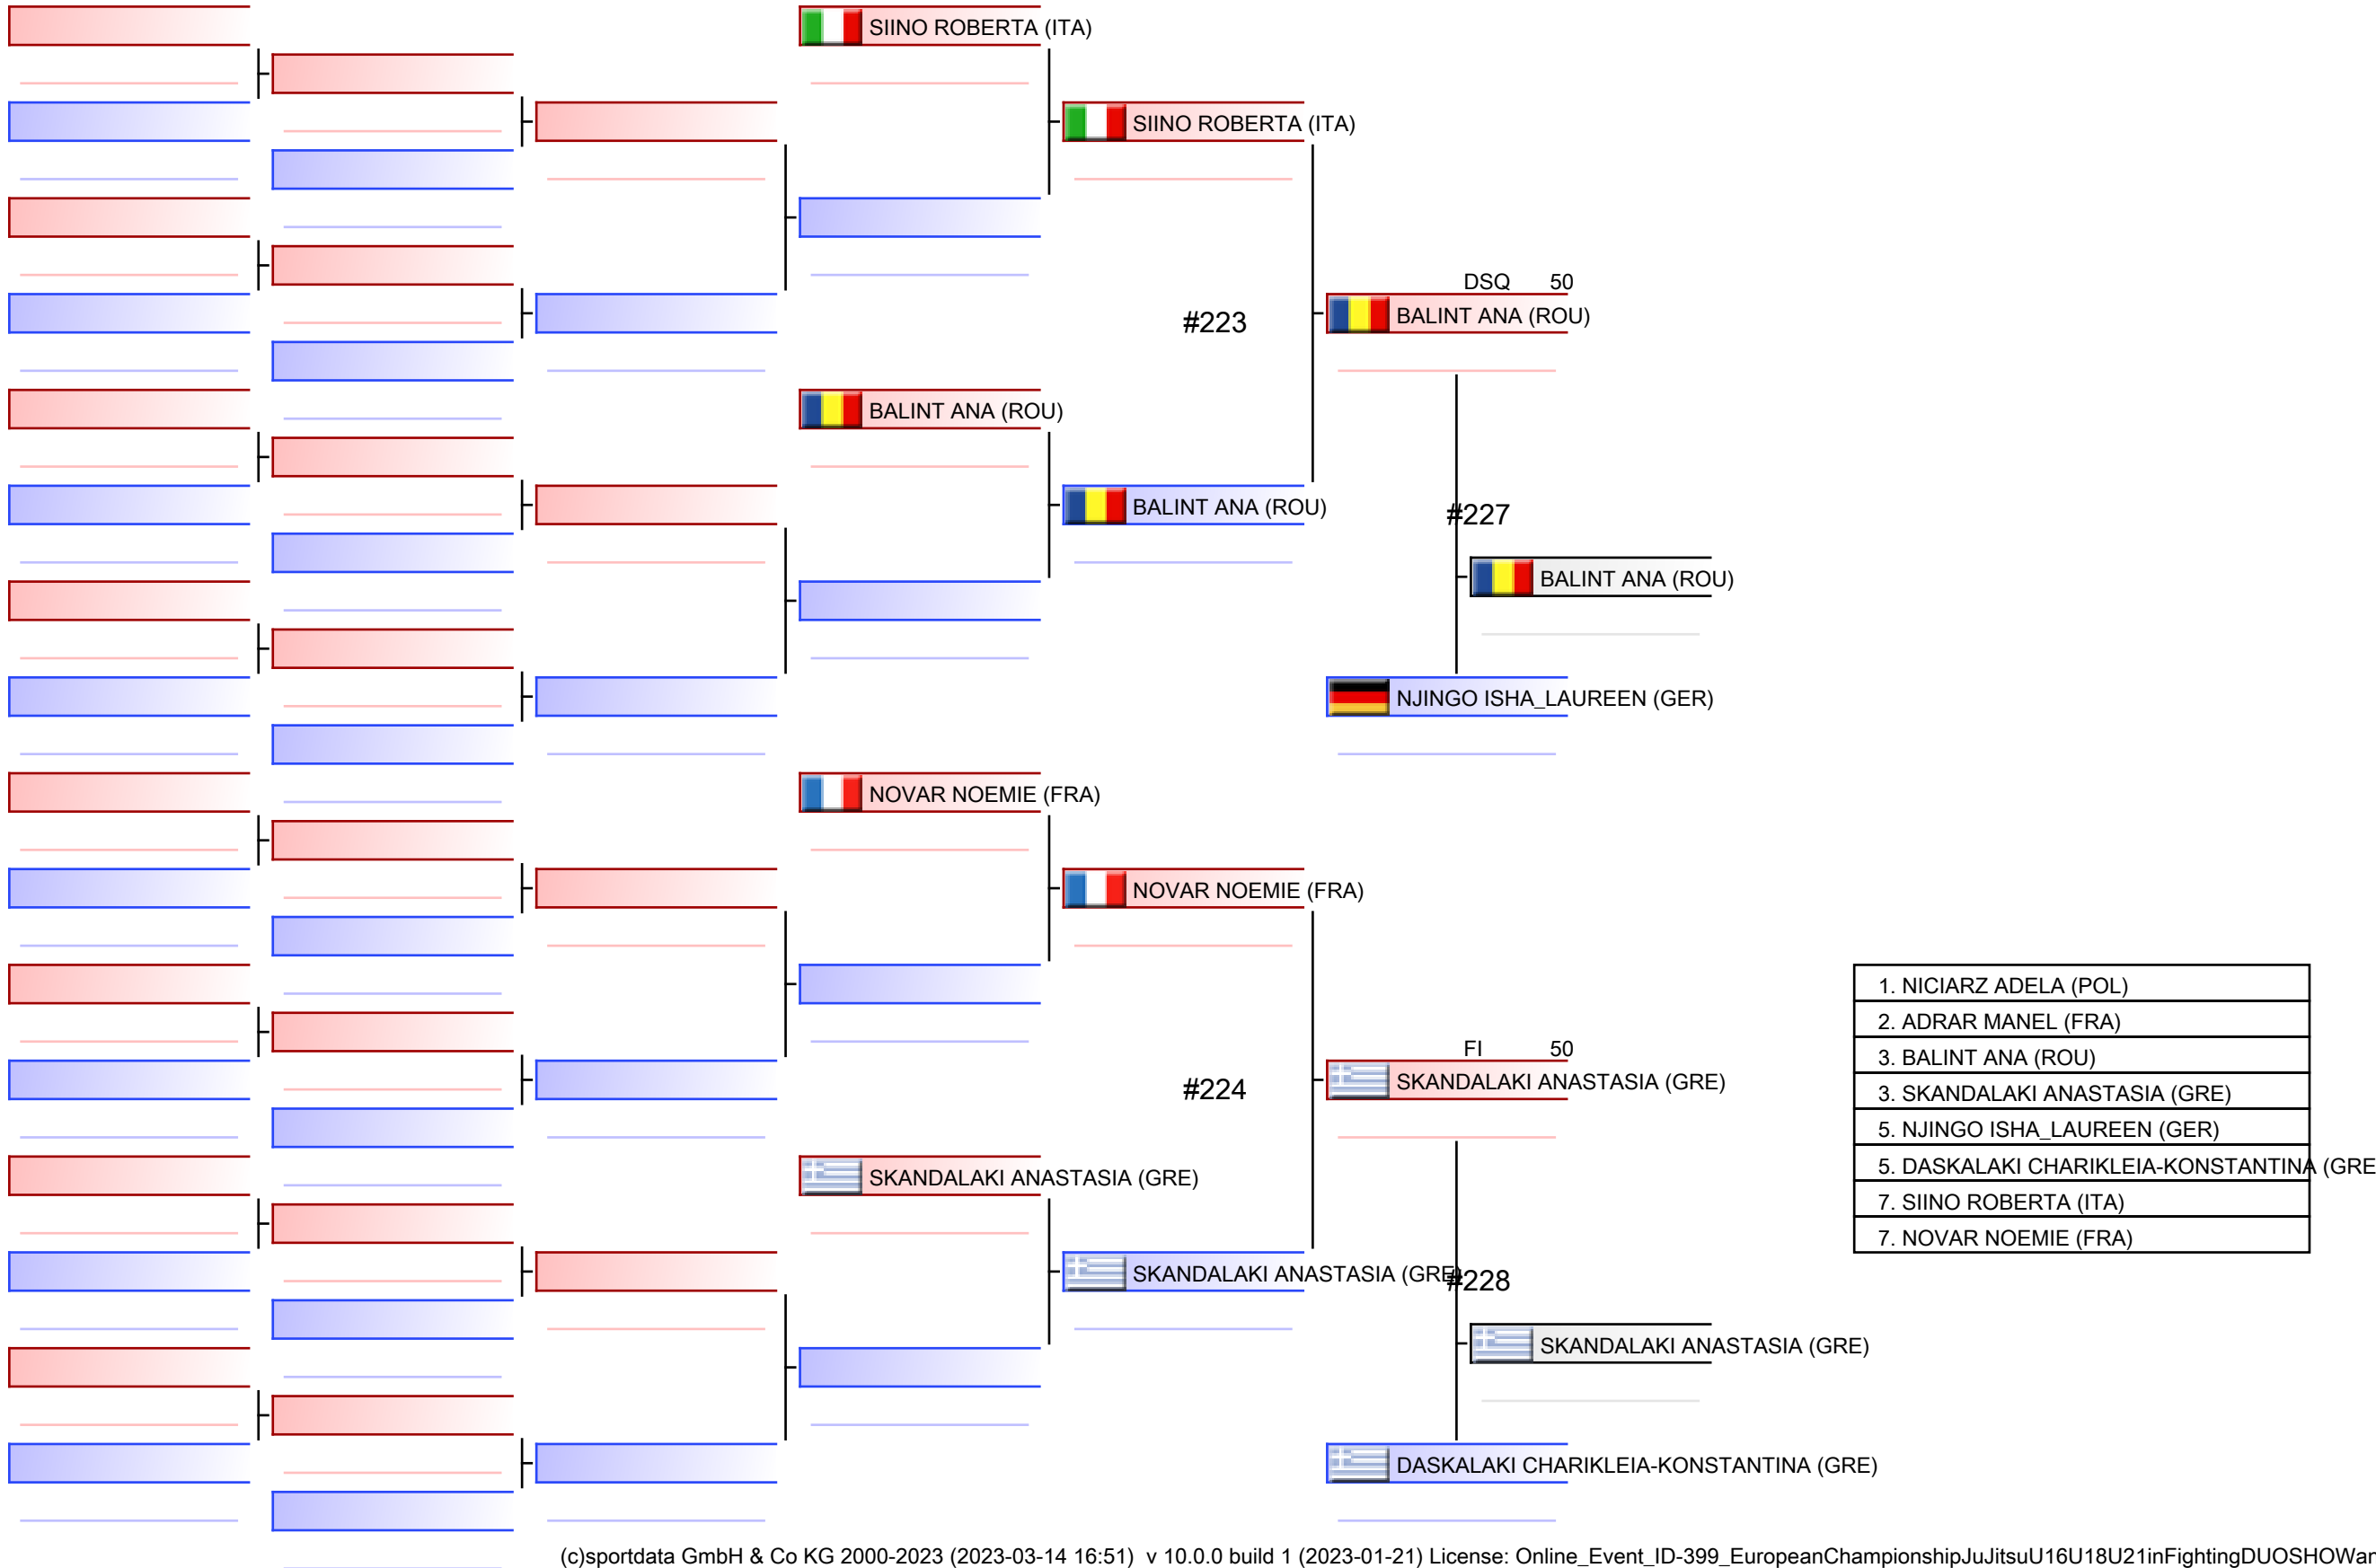 SIINO ROBERTA (ITA)
SIINO ROBERTA (ITA)
DSQ 50
BALINT ANA (ROU)
#223
BALINT ANA (ROU)
BALINT ANA (ROU)
#227
BALINT ANA (ROU)
NJINGO ISHA_LAUREEN (GER)
NOVAR NOEMIE (FRA)
NOVAR NOEMIE (FRA)
FI 50
SKANDALAKI ANASTASIA (GRE)
#224
SKANDALAKI ANASTASIA (GRE)
SKANDALAKI ANASTASIA (GRE)
#228
SKANDALAKI ANASTASIA (GRE)
DASKALAKI CHARIKLEIA-KONSTANTINA (GRE)
1. NICIARZ ADELA (POL)
2. ADRAR MANEL (FRA)
3. BALINT ANA (ROU)
3. SKANDALAKI ANASTASIA (GRE)
5. NJINGO ISHA_LAUREEN (GER)
5. DASKALAKI CHARIKLEIA-KONSTANTINA (GRE
7. SIINO ROBERTA (ITA)
7. NOVAR NOEMIE (FRA)
(c)sportdata GmbH & Co KG 2000-2023 (2023-03-14 16:51) v 10.0.0 build 1 (2023-01-21) License: Online_Event_ID-399_EuropeanChampionshipJuJitsuU16U18U21inFightingDUOSHOWar